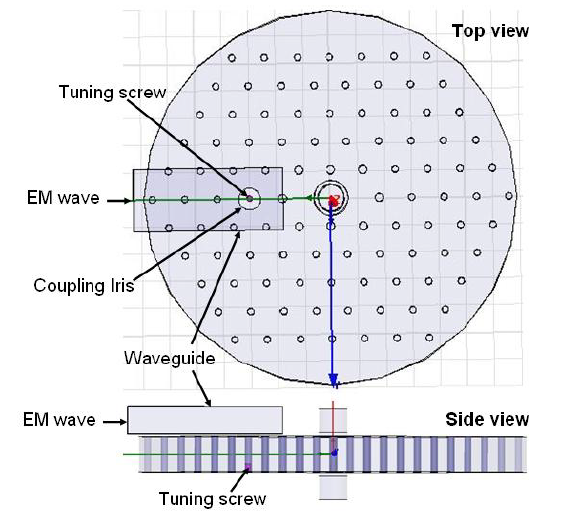 Top view
Tuning screw
EM wave
Coupling Iris
Waveguide
EM wave
Side view
Tuning screw